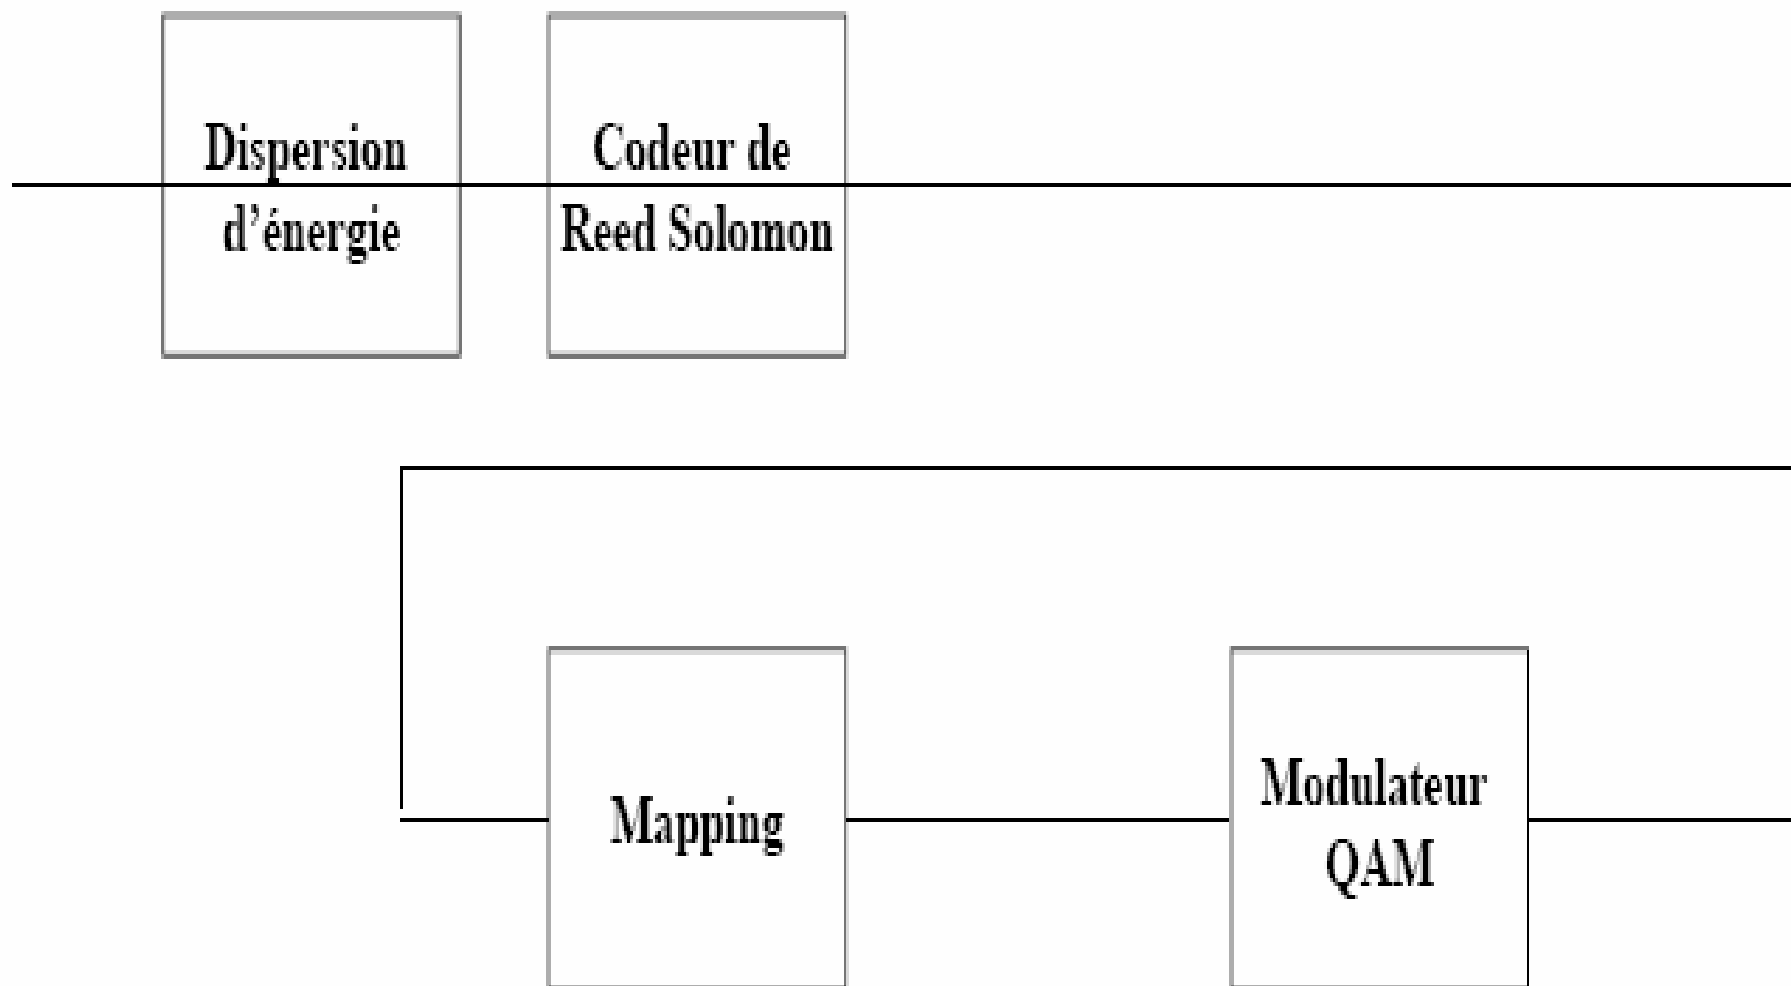 Dispersion
d’énergie
Codeur de
Reed Solomon
Mapping
Modulateur
QAM